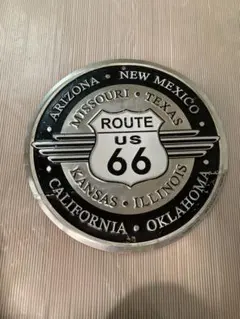 ARIZONA • NEW MEXICO
MISSOURI • TEXAS
ROUTE
US
66
KANSAS • ILLINOIS
CALIFORNIA • OKLAHOMA